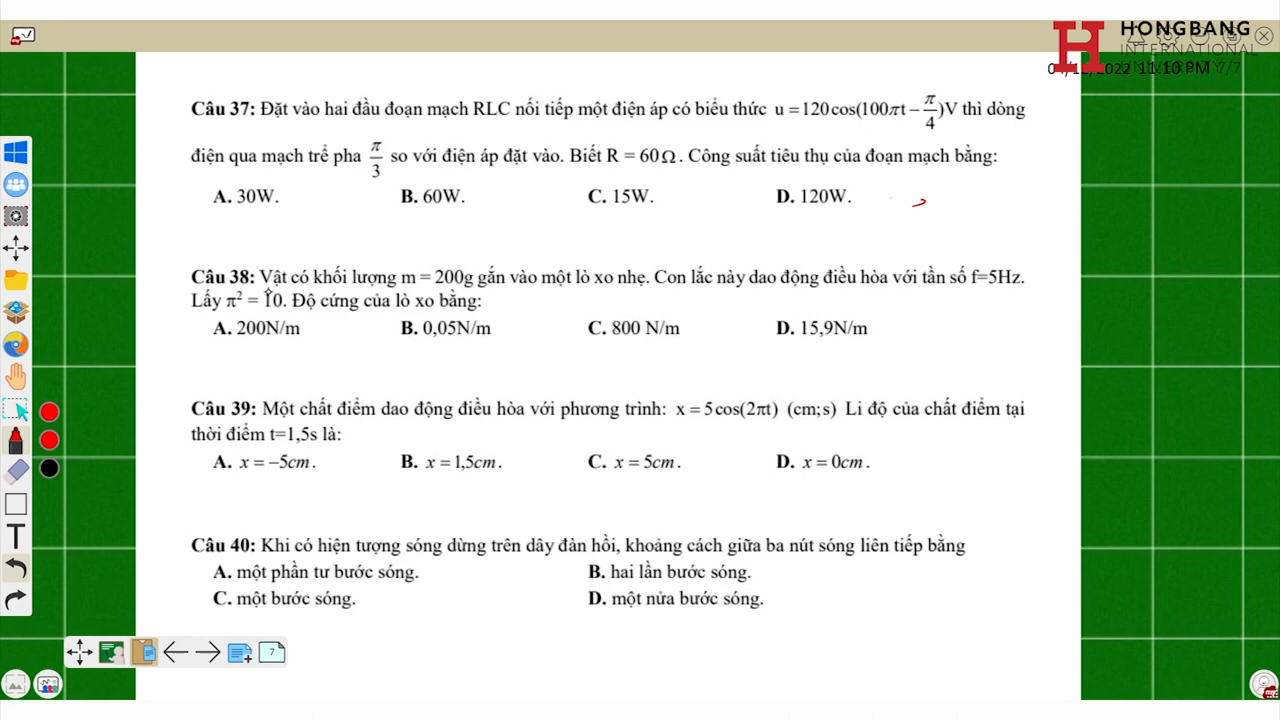 HONGBANG
INTERNATIONAL
UNIVERSITY
2022 11:10 PM 7/7
Câu 37: Đặt vào hai đầu đoạn mạch RLC nối tiếp một điện áp có biểu thức u = 120cos(100πt − π/4)V thì dòng
điện qua mạch trể pha π/3 so với điện áp đặt vào. Biết R = 60Ω. Công suất tiêu thụ của đoạn mạch bằng:
A. 30W. B. 60W. C. 15W. D. 120W.
Câu 38: Vật có khối lượng m = 200g gắn vào một lò xo nhẹ. Con lắc này dao động điều hòa với tần số f=5Hz.
Lấy π² = 10. Độ cứng của lò xo bằng:
A. 200N/m B. 0,05N/m C. 800 N/m D. 15,9N/m
Câu 39: Một chất điểm dao động điều hòa với phương trình: x = 5cos(2πt) (cm;s) Li độ của chất điểm tại
thời điểm t=1,5s là:
A. x = −5cm. B. x = 1,5cm. C. x = 5cm. D. x = 0cm.
Câu 40: Khi có hiện tượng sóng dừng trên dây đàn hồi, khoảng cách giữa ba nút sóng liên tiếp bằng
A. một phần tư bước sóng. B. hai lần bước sóng.
C. một bước sóng. D. một nửa bước sóng.
7